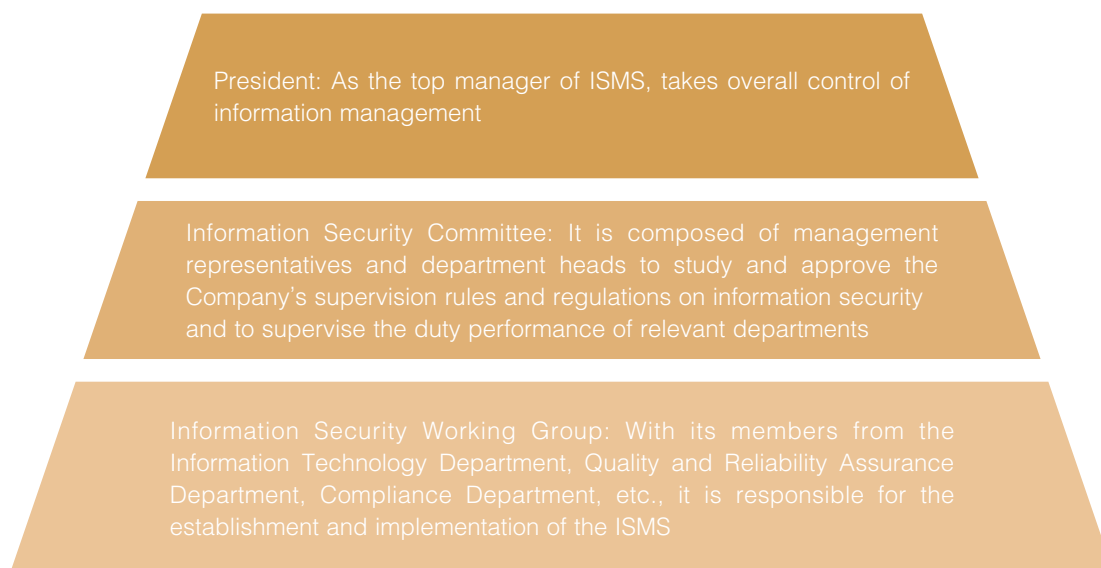 President: As the top manager of ISMS, takes overall control of
information management
Information Security Committee: It is composed of management
representatives and department heads to study and approve the
Company's supervision rules and regulations on information security
and to supervise the duty performance of relevant departments
Information Security Working Group: With its members from the
Information Technology Department, Quality and Reliability Assurance
Department, Compliance Department, etc., it is responsible for the
establishment and implementation of the ISMS